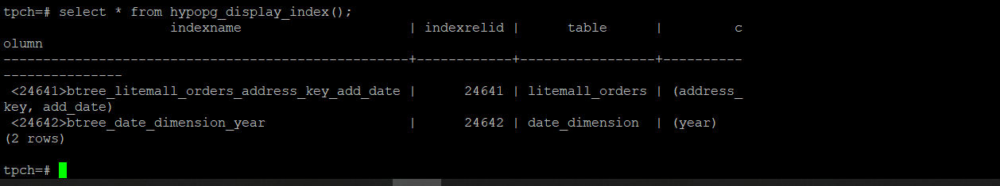 tpch=# select * from hypopg_display_index();
                     indexname                     | indexrelid |      table      |         c
olumn
---------------------------------------------------+------------+-----------------+----------
---------------
 <24641>btree_litemall_orders_address_key_add_date |      24641 | litemall_orders | (address_
key, add_date)
 <24642>btree_date_dimension_year                  |      24642 | date_dimension  | (year)
(2 rows)
tpch=#